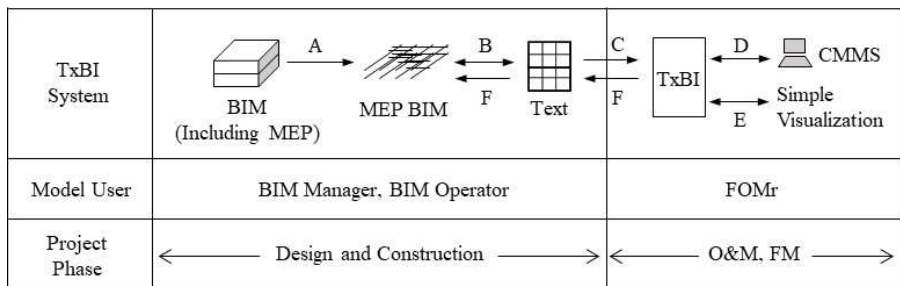 TxBI
System
A
B
F
C
F
D
E
BIM
(Including MEP)
MEP BIM
Text
TxBI
CMMS
Simple
Visualization
Model User
BIM Manager, BIM Operator
FOMr
Project
Phase
Design and Construction
O&M, FM